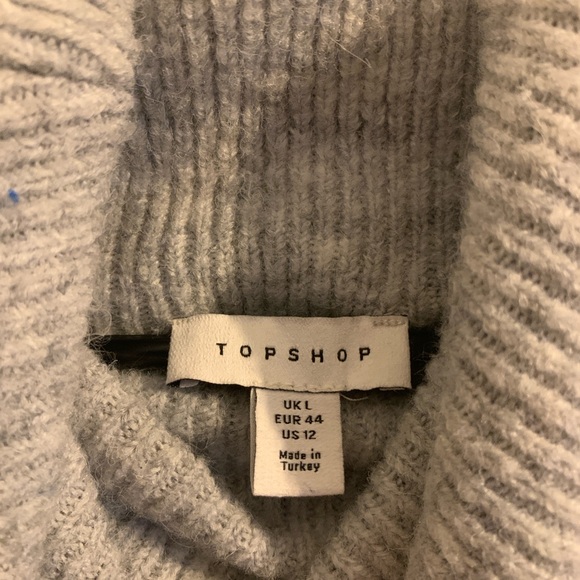 TOPSHOP
UK L
EUR 44
US 12
Made in
Turkey